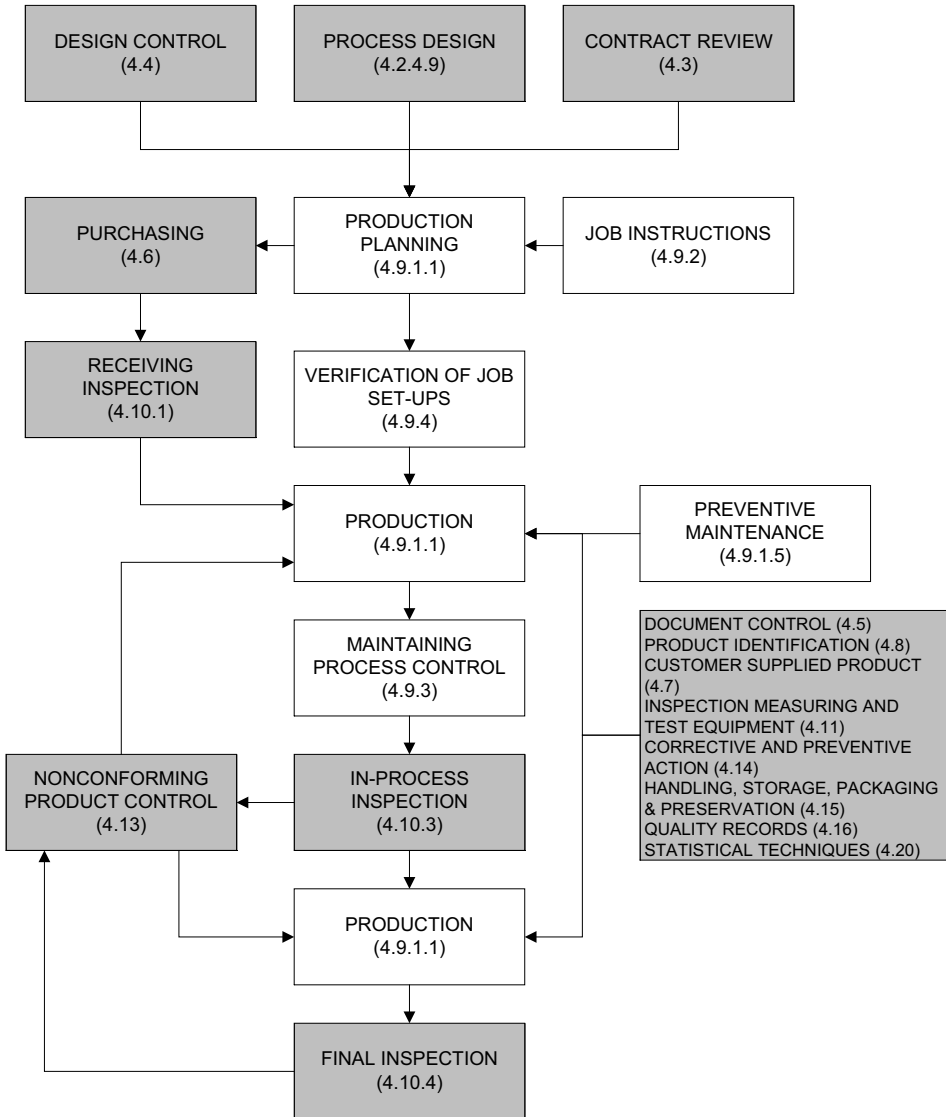 DESIGN CONTROL
(4.4)
PROCESS DESIGN
(4.2.4.9)
CONTRACT REVIEW
(4.3)
PURCHASING
(4.6)
PRODUCTION
PLANNING
(4.9.1.1)
JOB INSTRUCTIONS
(4.9.2)
RECEIVING
INSPECTION
(4.10.1)
VERIFICATION OF JOB
SET-UPS
(4.9.4)
PRODUCTION
(4.9.1.1)
PREVENTIVE
MAINTENANCE
(4.9.1.5)
MAINTAINING
PROCESS CONTROL
(4.9.3)
DOCUMENT CONTROL (4.5)
PRODUCT IDENTIFICATION (4.8)
CUSTOMER SUPPLIED PRODUCT
(4.7)
INSPECTION MEASURING AND
TEST EQUIPMENT (4.11)
CORRECTIVE AND PREVENTIVE
ACTION (4.14)
HANDLING, STORAGE, PACKAGING
& PRESERVATION (4.15)
QUALITY RECORDS (4.16)
STATISTICAL TECHNIQUES (4.20)
NONCONFORMING
PRODUCT CONTROL
(4.13)
IN-PROCESS
INSPECTION
(4.10.3)
PRODUCTION
(4.9.1.1)
FINAL INSPECTION
(4.10.4)